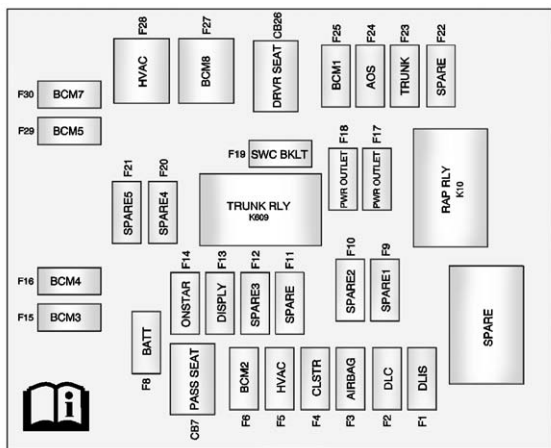 F28
F27
CB26
F25
F24
F23
F22
HVAC
BCM8
DRVR SEAT
BCM1
AOS
TRUNK
SPARE
F30
BCM7
F29
BCM5
F19
SWC BKLT
F18
F17
PWR OUTLET
PWR OUTLET
RAP RLY
K10
F21
F20
SPARE5
SPARE4
TRUNK RLY
K609
F16
BCM4
F15
BCM3
F14
F13
F12
F11
F10
F9
ONSTAR
DISPLY
SPARE3
SPARE
SPARE2
SPARE1
SPARE
BATT
F8
PASS SEAT
BCM2
HVAC
CLSTR
AIRBAG
DLC
DLIS
CB7
F6
F5
F4
F3
F2
F1